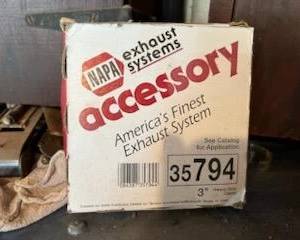 NAPA
exhaust
systems
accessory
America's Finest
Exhaust System
See Catalog
for Application
35794
3"